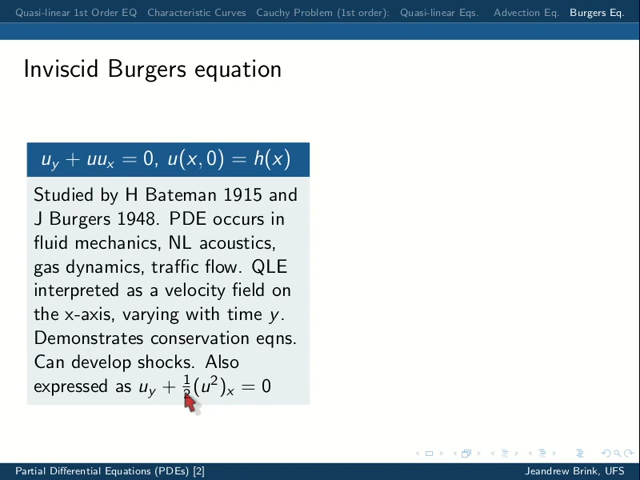 Quasi-linear 1st Order EQ Characteristic Curves Cauchy Problem (1st order): Quasi-linear Eqs. Advection Eq. Burgers Eq.
Inviscid Burgers equation
u_y + uu_x = 0, u(x, 0) = h(x)
Studied by H Bateman 1915 and
J Burgers 1948. PDE occurs in
fluid mechanics, NL acoustics,
gas dynamics, traffic flow. QLE
interpreted as a velocity field on
the x-axis, varying with time y.
Demonstrates conservation eqns.
Can develop shocks. Also
expressed as u_y + ½(u²)_x = 0
Partial Differential Equations (PDEs) [2] Jeandrew Brink, UFS